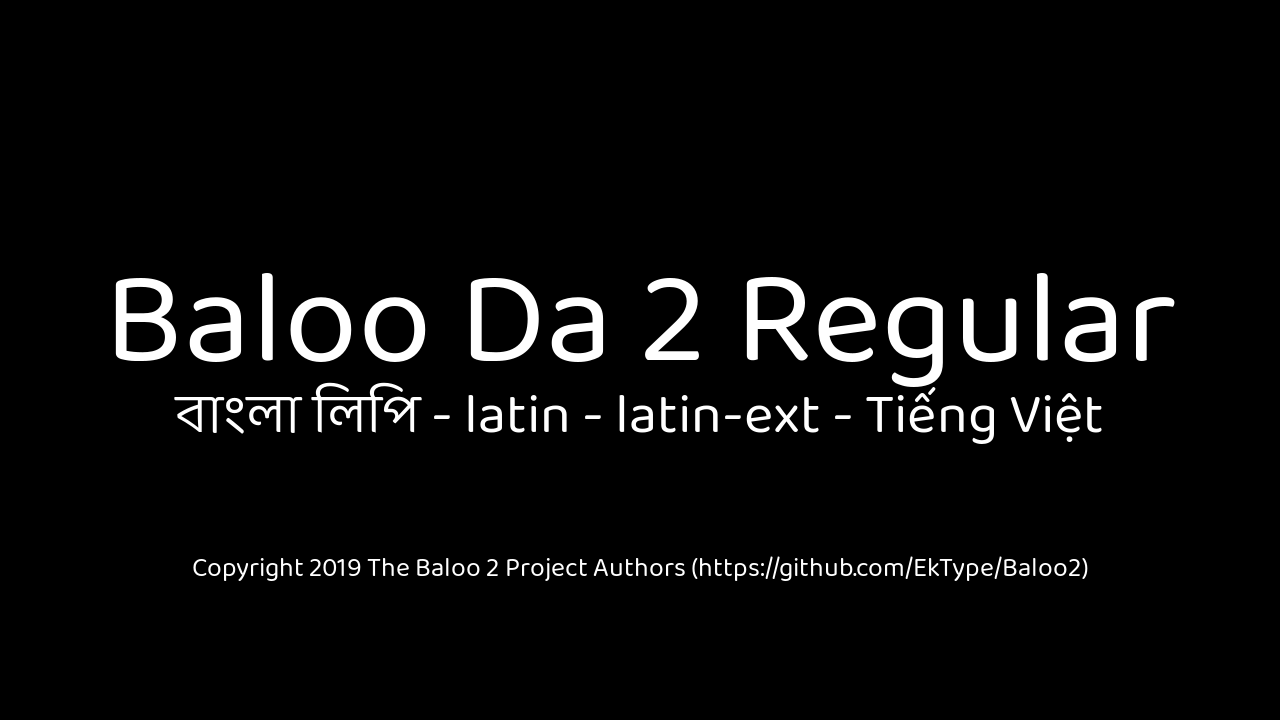 Baloo Da 2 Regular
বাংলা লিপি - latin - latin-ext - Tiếng Việt
Copyright 2019 The Baloo 2 Project Authors (https://github.com/EkType/Baloo2)